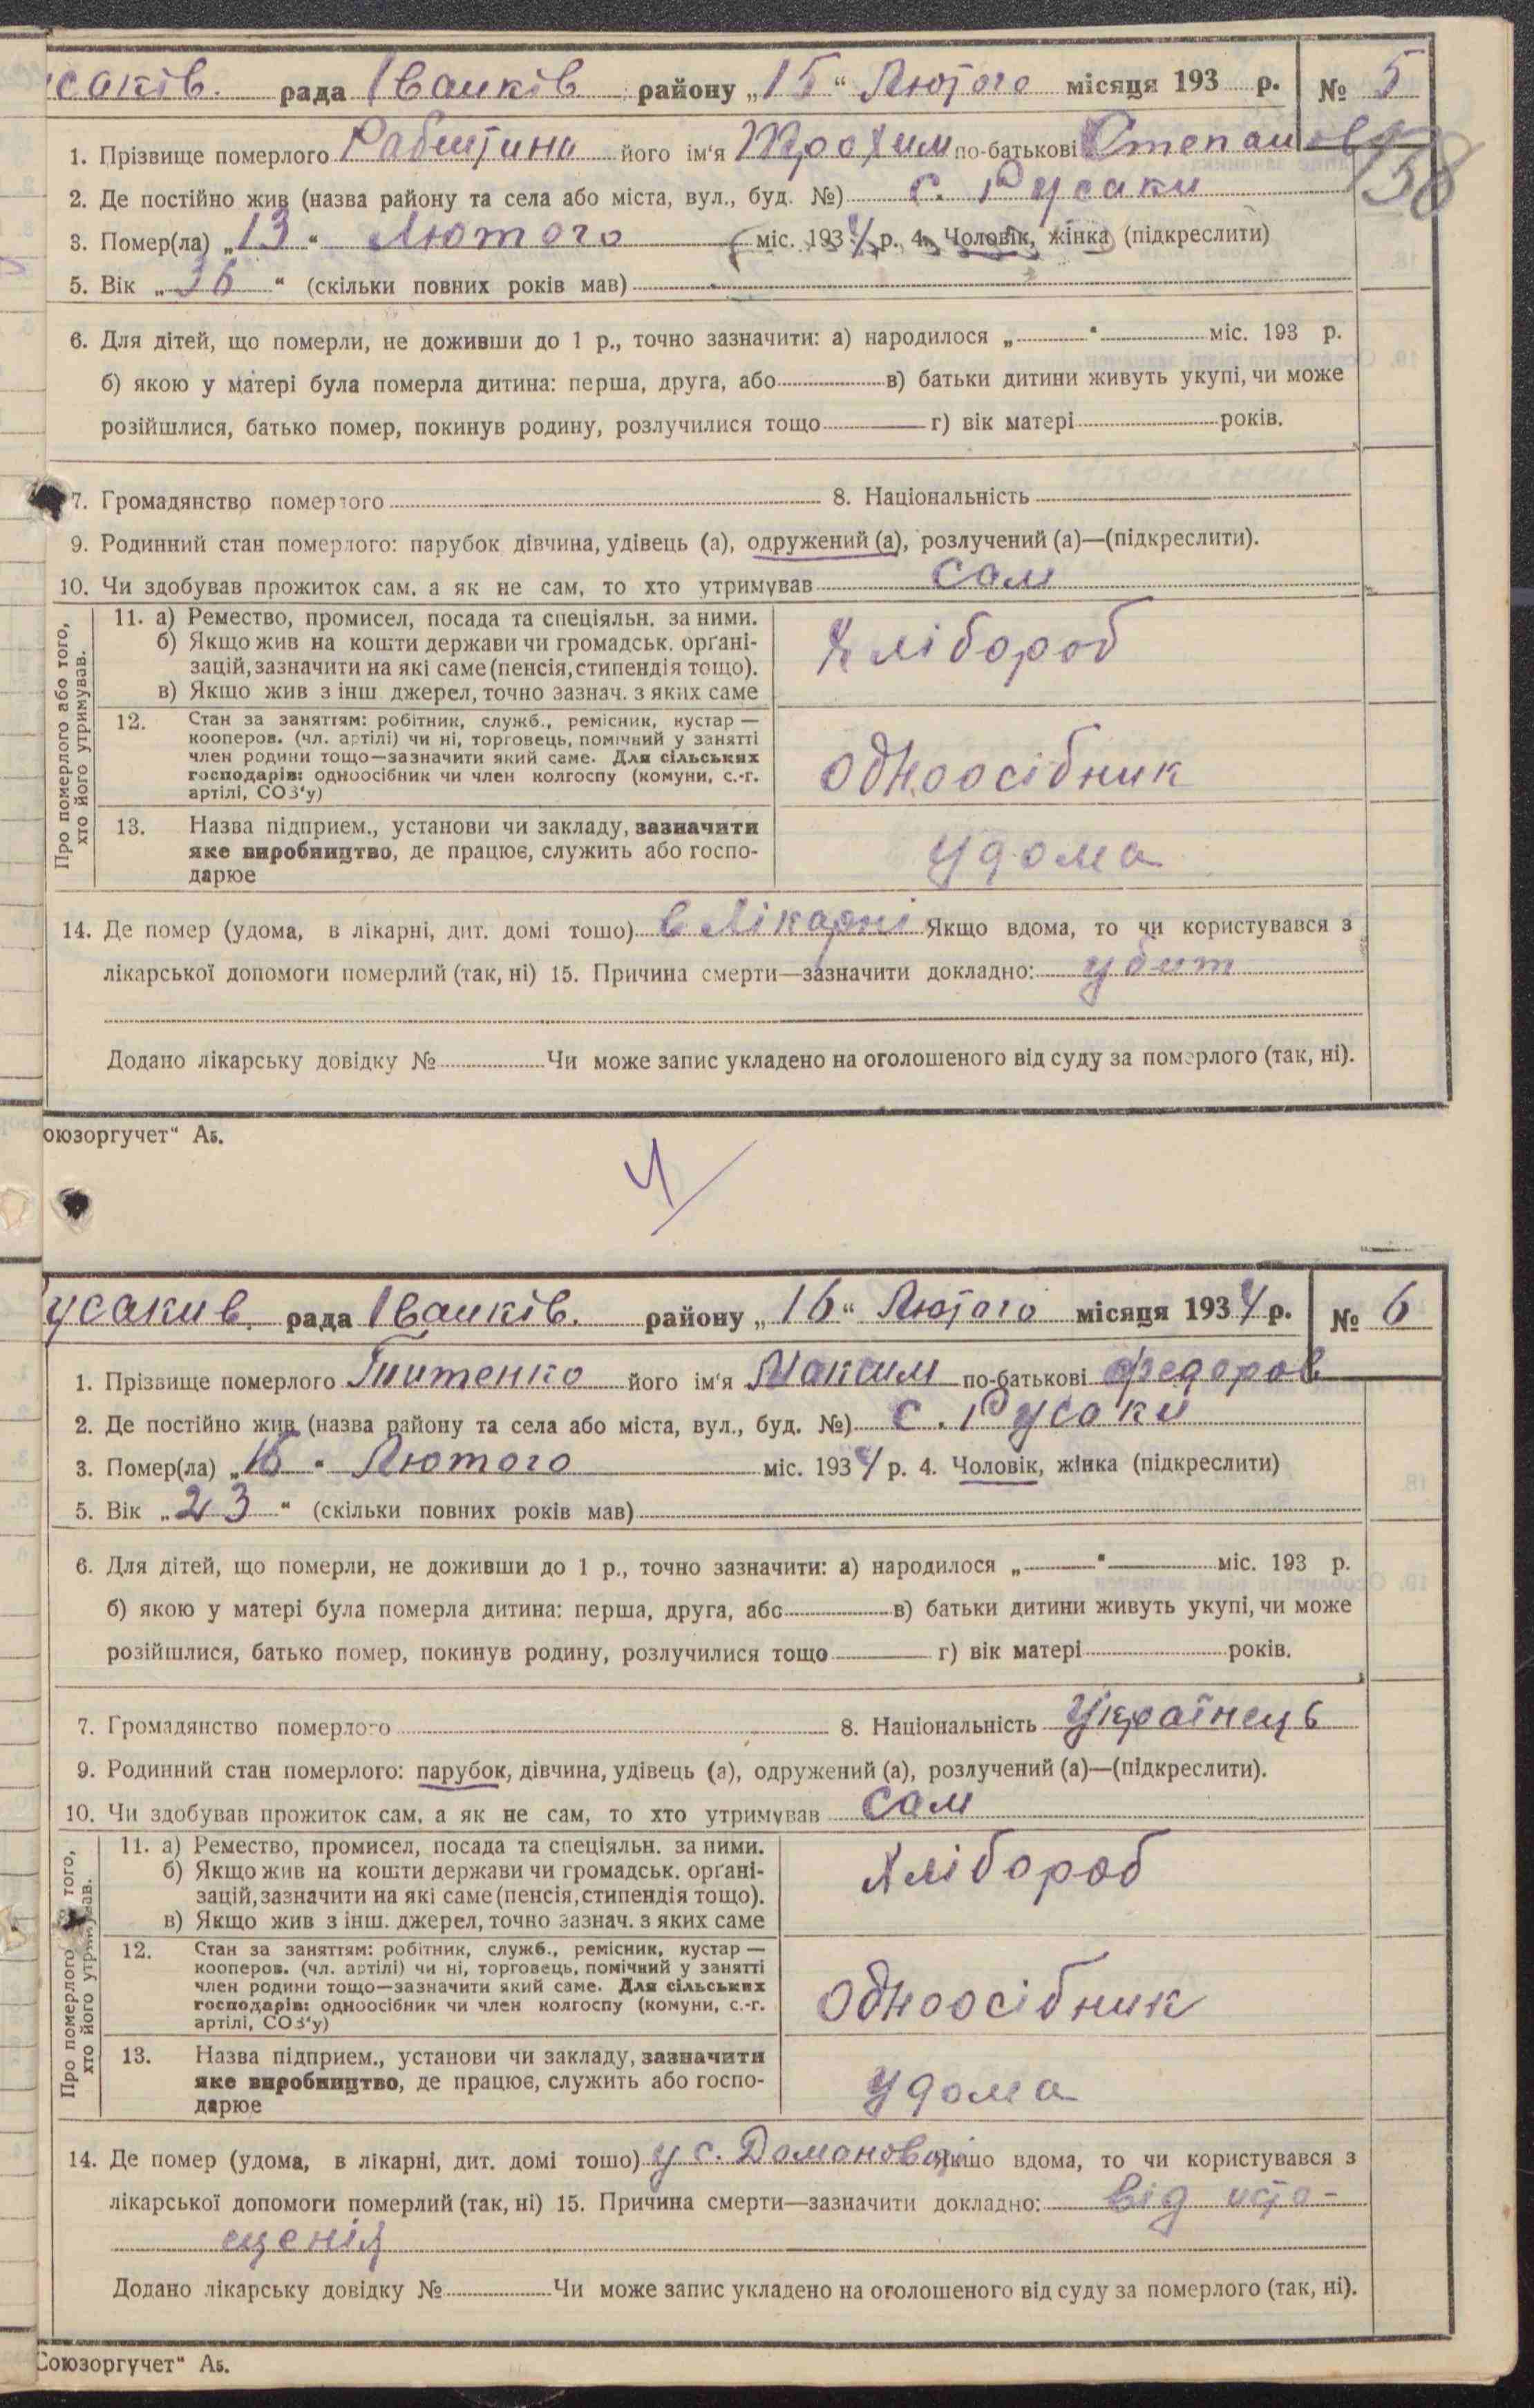 усаків. рада Іванків району „15“ Лютого місяця 193 р. № 5
1. Прізвище померлого його ім'я Трохим по-батькові Степанов
138
2. Де постійно жив (назва району та села або міста, вул., буд. №) с. Русаки
3. Помер(ла) „13“ Лютого міс. 1934 р. 4. Чоловік, жінка (підкреслити)
5. Вік „36“ (скільки повних років мав)
6. Для дітей, що померли, не доживши до 1 р., точно зазначити: а) народилося „ “ міс. 193 р.
б) якою у матері була померла дитина: перша, друга, або в) батьки дитини живуть укупі, чи може
розійшлися, батько помер, покинув родину, розлучилися тощо г) вік матері років.
7. Громадянство померлого 8. Національність
9. Родинний стан померлого: парубок дівчина, удівець (а), одружений (а), розлучений (а)—(підкреслити).
10. Чи здобував прожиток сам, а як не сам, то хто утримував сам
Про померлого або того,
хто його утримував.
11. а) Ремество, промисел, посада та спеціяльн. за ними.
б) Якщо жив на кошти держави чи громадськ. орґані-
зацій, зазначити на які саме (пенсія, стипендія тощо).
в) Якщо жив з інш джерел, точно зазнач. з яких саме
Хлібороб
12. Стан за заняттям: робітник, служб., ремісник, кустар —
кооперов. (чл. артілі) чи ні, торговець, помічний у занятті
член родини тощо—зазначити який саме. Для сільських
господарів: одноосібник чи член колгоспу (комуни, с.-г.
артілі, СОЗ'у)
одноосібник
13. Назва підприєм., установи чи закладу, зазначити
яке виробництво, де працює, служить або госпо-
дарює
удома
14. Де помер (удома, в лікарні, дит. домі тощо) в лікарні Якщо вдома, то чи користувався з
лікарської допомоги померлий (так, ні) 15. Причина смерти—зазначити докладно: убит
Додано лікарську довідку № Чи може запис укладено на оголошеного від суду за померлого (так, ні).
оюзоргучет“ А5.
усакив. рада Іванків. району „16“ Лютого місяця 1934 р. № 6
1. Прізвище померлого його ім'я Максим по-батькові Федоров
2. Де постійно жив (назва району та села або міста, вул., буд. №) с. Русаки
3. Помер(ла) „16“ Лютого міс. 1934 р. 4. Чоловік, жінка (підкреслити)
5. Вік „23“ (скільки повних років мав)
6. Для дітей, що померли, не доживши до 1 р., точно зазначити: а) народилося „ “ міс. 193 р.
б) якою у матері була померла дитина: перша, друга, або в) батьки дитини живуть укупі, чи може
розійшлися, батько помер, покинув родину, розлучилися тощо г) вік матері років.
7. Громадянство померлого 8. Національність Українець
9. Родинний стан померлого: парубок, дівчина, удівець (а), одружений (а), розлучений (а)—(підкреслити).
10. Чи здобував прожиток сам, а як не сам, то хто утримував сам
Про померлого того,
хто його утримував.
11. а) Ремество, промисел, посада та спеціяльн. за ними.
б) Якщо жив на кошти держави чи громадськ. орґані-
зацій, зазначити на які саме (пенсія, стипендія тощо).
в) Якщо жив з інш. джерел, точно зазнач. з яких саме
Хлібороб
12. Стан за заняттям: робітник, служб., ремісник, кустар —
кооперов. (чл. артілі) чи ні, торговець, помічний у занятті
член родини тощо—зазначити який саме. Для сільських
господарів: одноосібник чи член колгоспу (комуни, с.-г.
артілі, СОЗ'у)
одноосібник
13. Назва підприєм., установи чи закладу, зазначити
яке виробництво, де працює, служить або госпо-
дарює
удома
14. Де помер (удома, в лікарні, дит. домі тощо) у с. Якщо вдома, то чи користувався з
лікарської допомоги померлий (так, ні) 15. Причина смерти—зазначити докладно: від исто-
щенія
Додано лікарську довідку № Чи може запис укладено на оголошеного від суду за померлого (так, ні).
Союзоргучет“ А5.